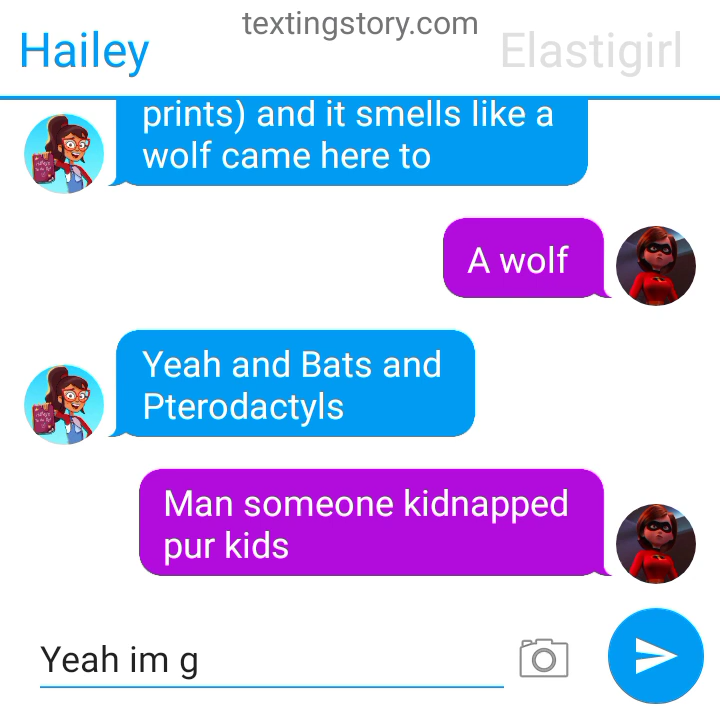 textingstory.com
Hailey
Elastigirl
prints) and it smells like a
wolf came here to
A wolf
Yeah and Bats and
Pterodactyls
Man someone kidnapped
pur kids
Yeah im g